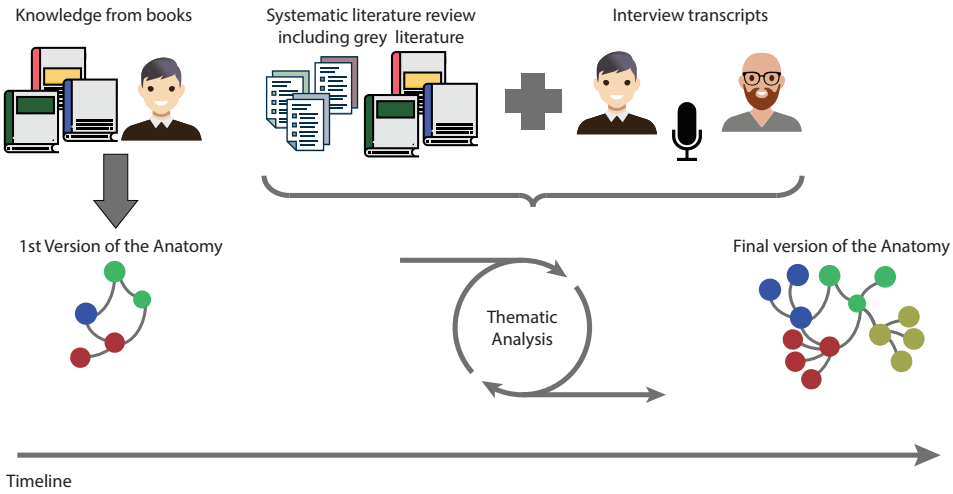 Knowledge from books
Systematic literature review
including grey literature
Interview transcripts
1st Version of the Anatomy
Final version of the Anatomy
Thematic
Analysis
Timeline